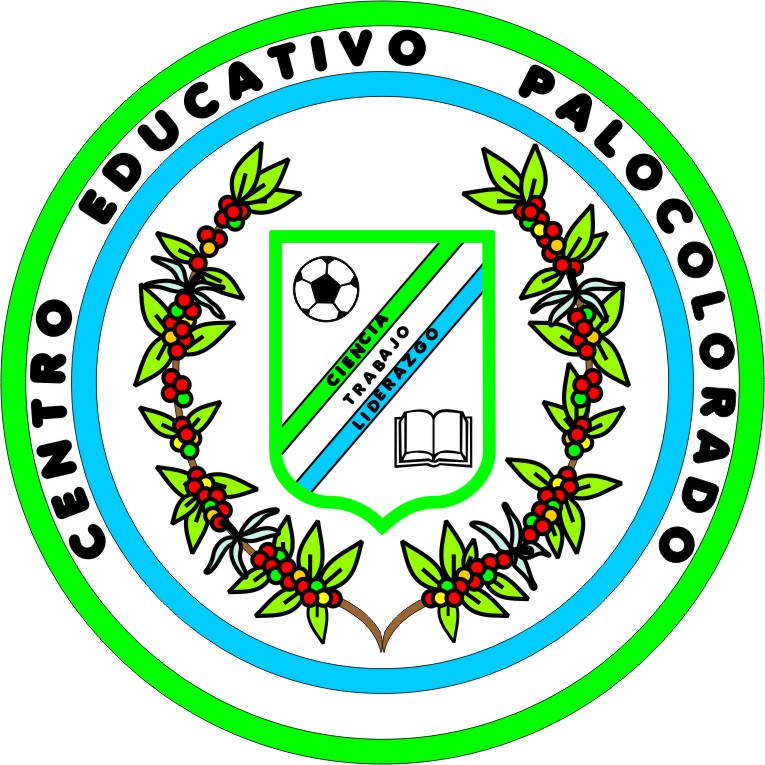 CENTRO EDUCATIVO PALOCOLORADO
CIENCIA
TRABAJO
LIDERAZGO